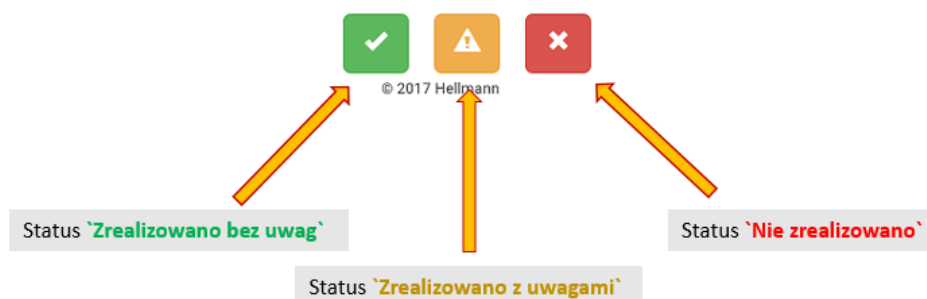 © 2017 Hellmann
Status `Zrealizowano bez uwag`
Status `Nie zrealizowano`
Status `Zrealizowano z uwagami`